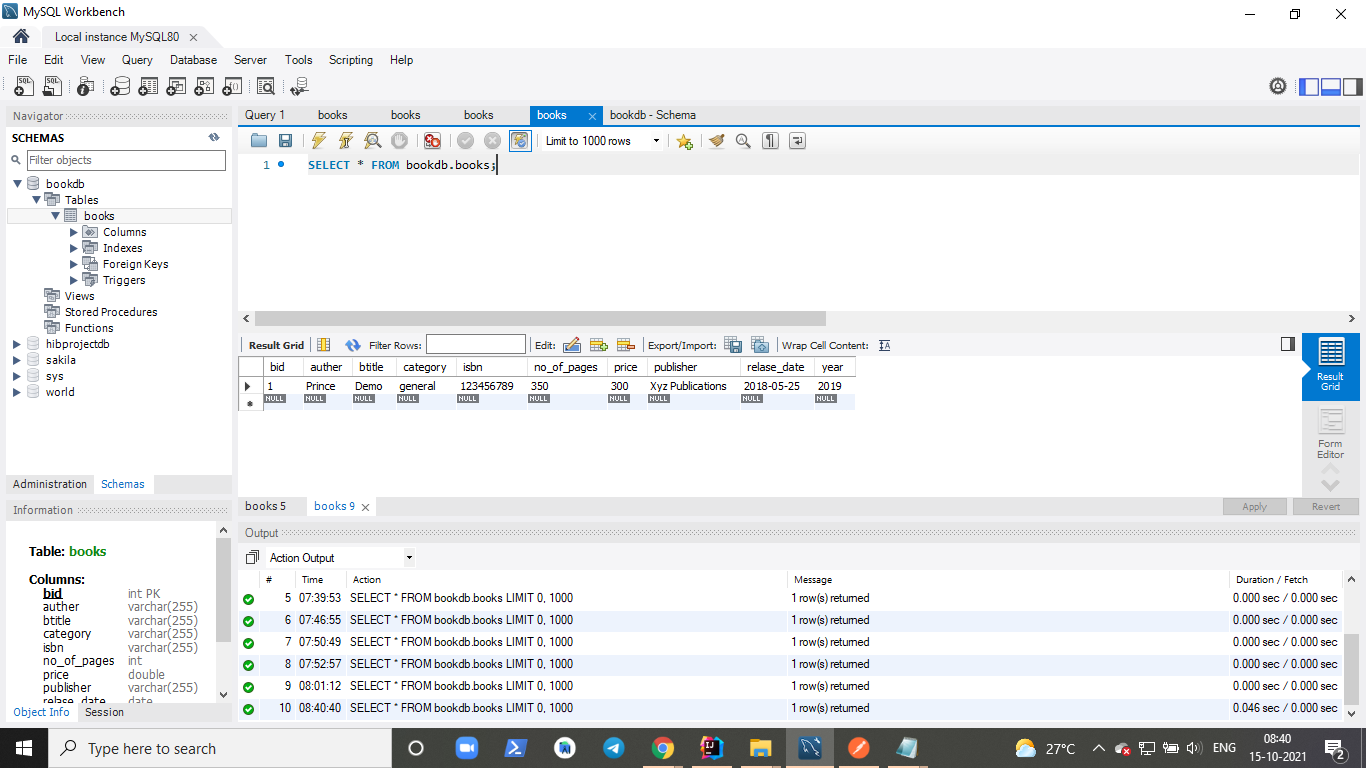 MySQL Workbench
Local instance MySQL80
File Edit View Query Database Server Tools Scripting Help
Navigator
SCHEMAS
Filter objects
bookdb
Tables
books
Columns
Indexes
Foreign Keys
Triggers
Views
Stored Procedures
Functions
hibprojectdb
sakila
sys
world
Administration Schemas
Information
Table: books
Columns:
bid int PK
auther varchar(255)
btitle varchar(255)
category varchar(255)
isbn varchar(255)
no_of_pages int
price double
publisher varchar(255)
relase_date date
Object Info Session
Query 1 books books books books bookdb - Schema
Limit to 1000 rows
1 SELECT * FROM bookdb.books;
Result Grid Filter Rows: Edit: Export/Import: Wrap Cell Content:
bid auther btitle category isbn no_of_pages price publisher relase_date year
1 Prince Demo general 123456789 350 300 Xyz Publications 2018-05-25 2019
NULL NULL NULL NULL NULL NULL NULL NULL NULL NULL
Result Grid
Form Editor
books 5 books 9
Apply Revert
Output
Action Output
# Time Action Message Duration / Fetch
5 07:39:53 SELECT * FROM bookdb.books LIMIT 0, 1000 1 row(s) returned 0.000 sec / 0.000 sec
6 07:46:55 SELECT * FROM bookdb.books LIMIT 0, 1000 1 row(s) returned 0.000 sec / 0.000 sec
7 07:50:49 SELECT * FROM bookdb.books LIMIT 0, 1000 1 row(s) returned 0.000 sec / 0.000 sec
8 07:52:57 SELECT * FROM bookdb.books LIMIT 0, 1000 1 row(s) returned 0.000 sec / 0.000 sec
9 08:01:12 SELECT * FROM bookdb.books LIMIT 0, 1000 1 row(s) returned 0.000 sec / 0.000 sec
10 08:40:40 SELECT * FROM bookdb.books LIMIT 0, 1000 1 row(s) returned 0.046 sec / 0.000 sec
Type here to search
27°C
ENG
08:40
15-10-2021
2